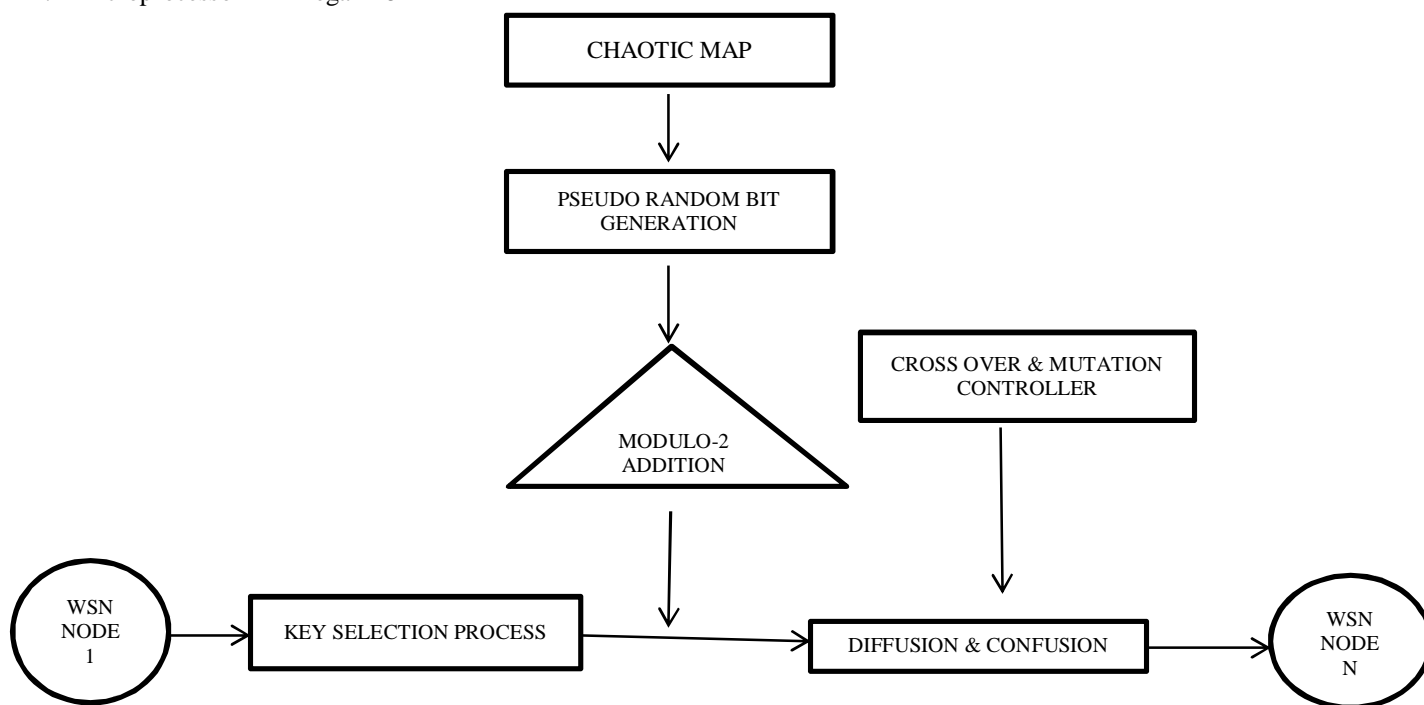 CHAOTIC MAP
PSEUDO RANDOM BIT
GENERATION
CROSS OVER & MUTATION
CONTROLLER
MODULO-2
ADDITION
WSN
NODE
1
KEY SELECTION PROCESS
DIFFUSION & CONFUSION
WSN
NODE
N